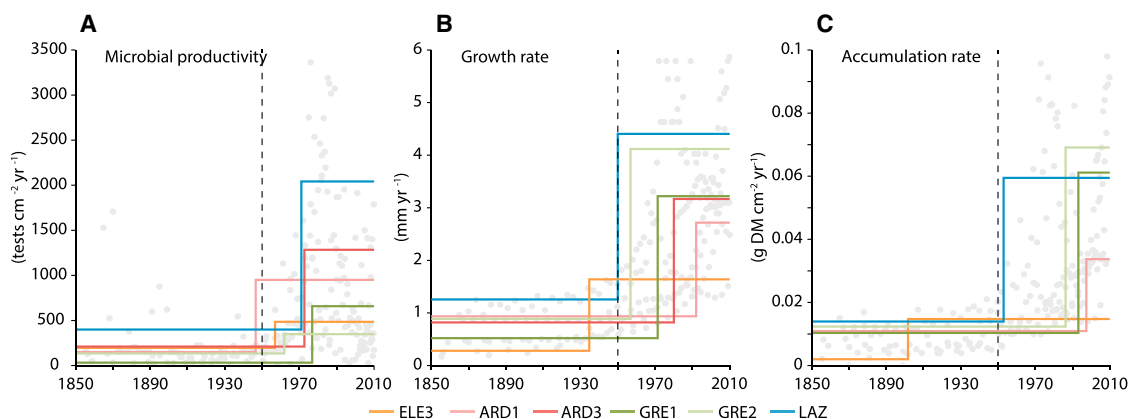 A
Microbial productivity
(tests cm -2 yr -1)
3500
3000
2500
2000
1500
1000
500
0
1850 1890 1930 1970 2010
B
Growth rate
(mm yr -1)
6
5
4
3
2
1
0
1850 1890 1930 1970 2010
C
Accumulation rate
(g DM cm-2 yr-1)
0.1
0.08
0.06
0.04
0.02
0
1850 1890 1930 1970 2010
ELE3 ARD1 ARD3 GRE1 GRE2 LAZ